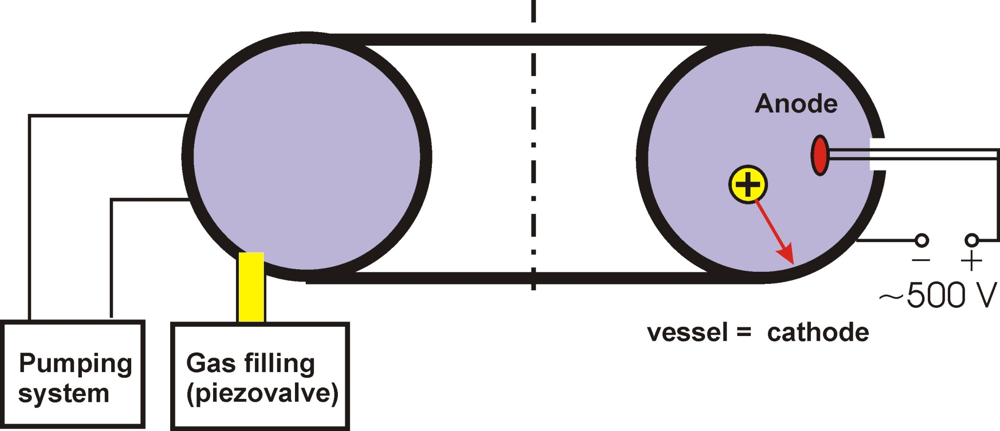 Anode
+
− +
~500 V
vessel = cathode
Pumping
system
Gas filling
(piezovalve)